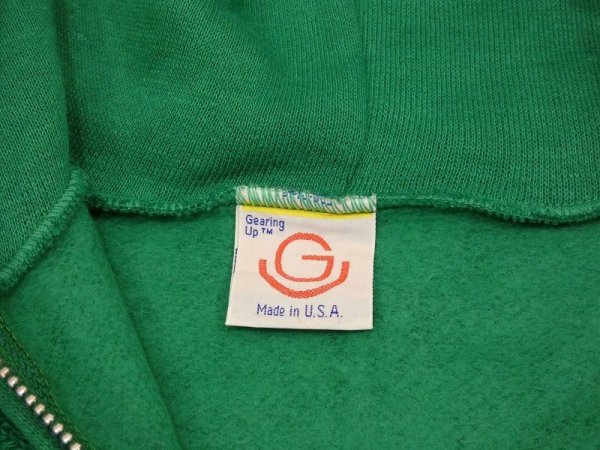 Gearing
Up™
G
Made in U.S.A.